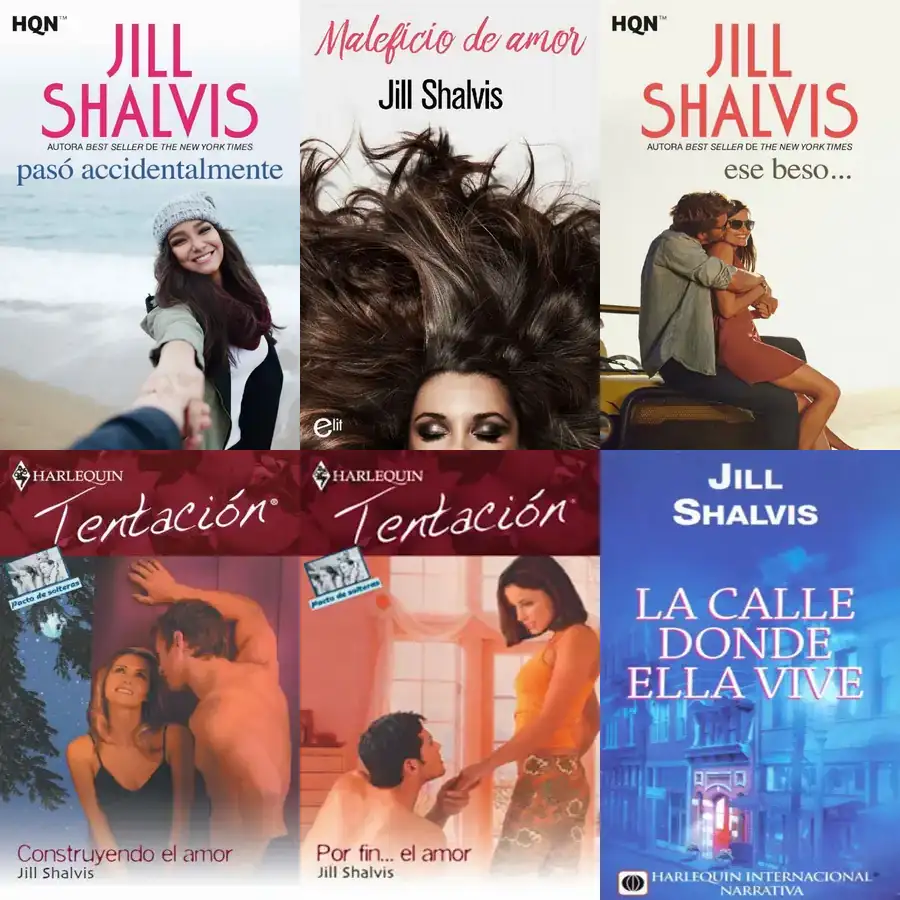 HQN™
JILL
SHALVIS
AUTORA BEST SELLER DE THE NEW YORK TIMES
pasó accidentalmente
Maleficio de amor
Jill Shalvis
elit
HQN™
JILL
SHALVIS
AUTORA BEST SELLER DE THE NEW YORK TIMES
ese beso...
HARLEQUIN
Tentación®
Pacto de solteras
Construyendo el amor
Jill Shalvis
HARLEQUIN
Tentación®
Pacto de solteras
Por fin... el amor
Jill Shalvis
JILL
SHALVIS
LA CALLE
DONDE
ELLA VIVE
HARLEQUIN INTERNACIONAL®
NARRATIVA